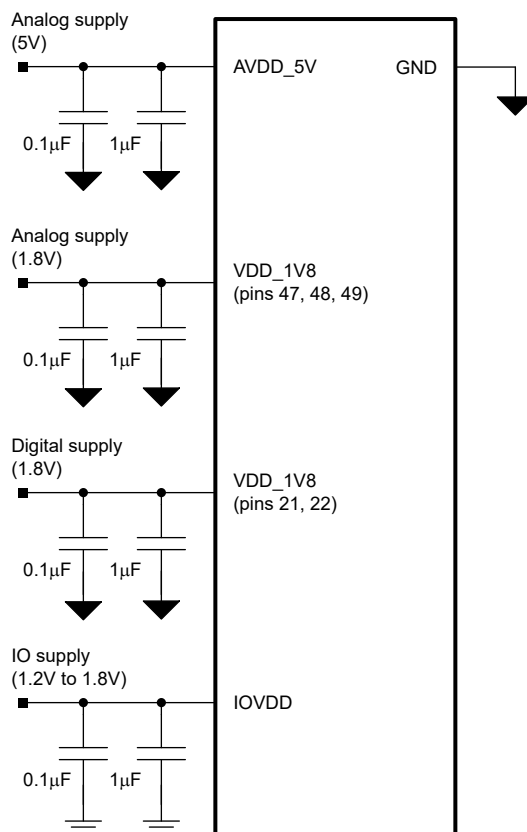 Analog supply
(5V)
AVDD_5V
GND
0.1μF
1μF
Analog supply
(1.8V)
VDD_1V8
(pins 47, 48, 49)
0.1μF
1μF
Digital supply
(1.8V)
VDD_1V8
(pins 21, 22)
0.1μF
1μF
IO supply
(1.2V to 1.8V)
IOVDD
0.1μF
1μF